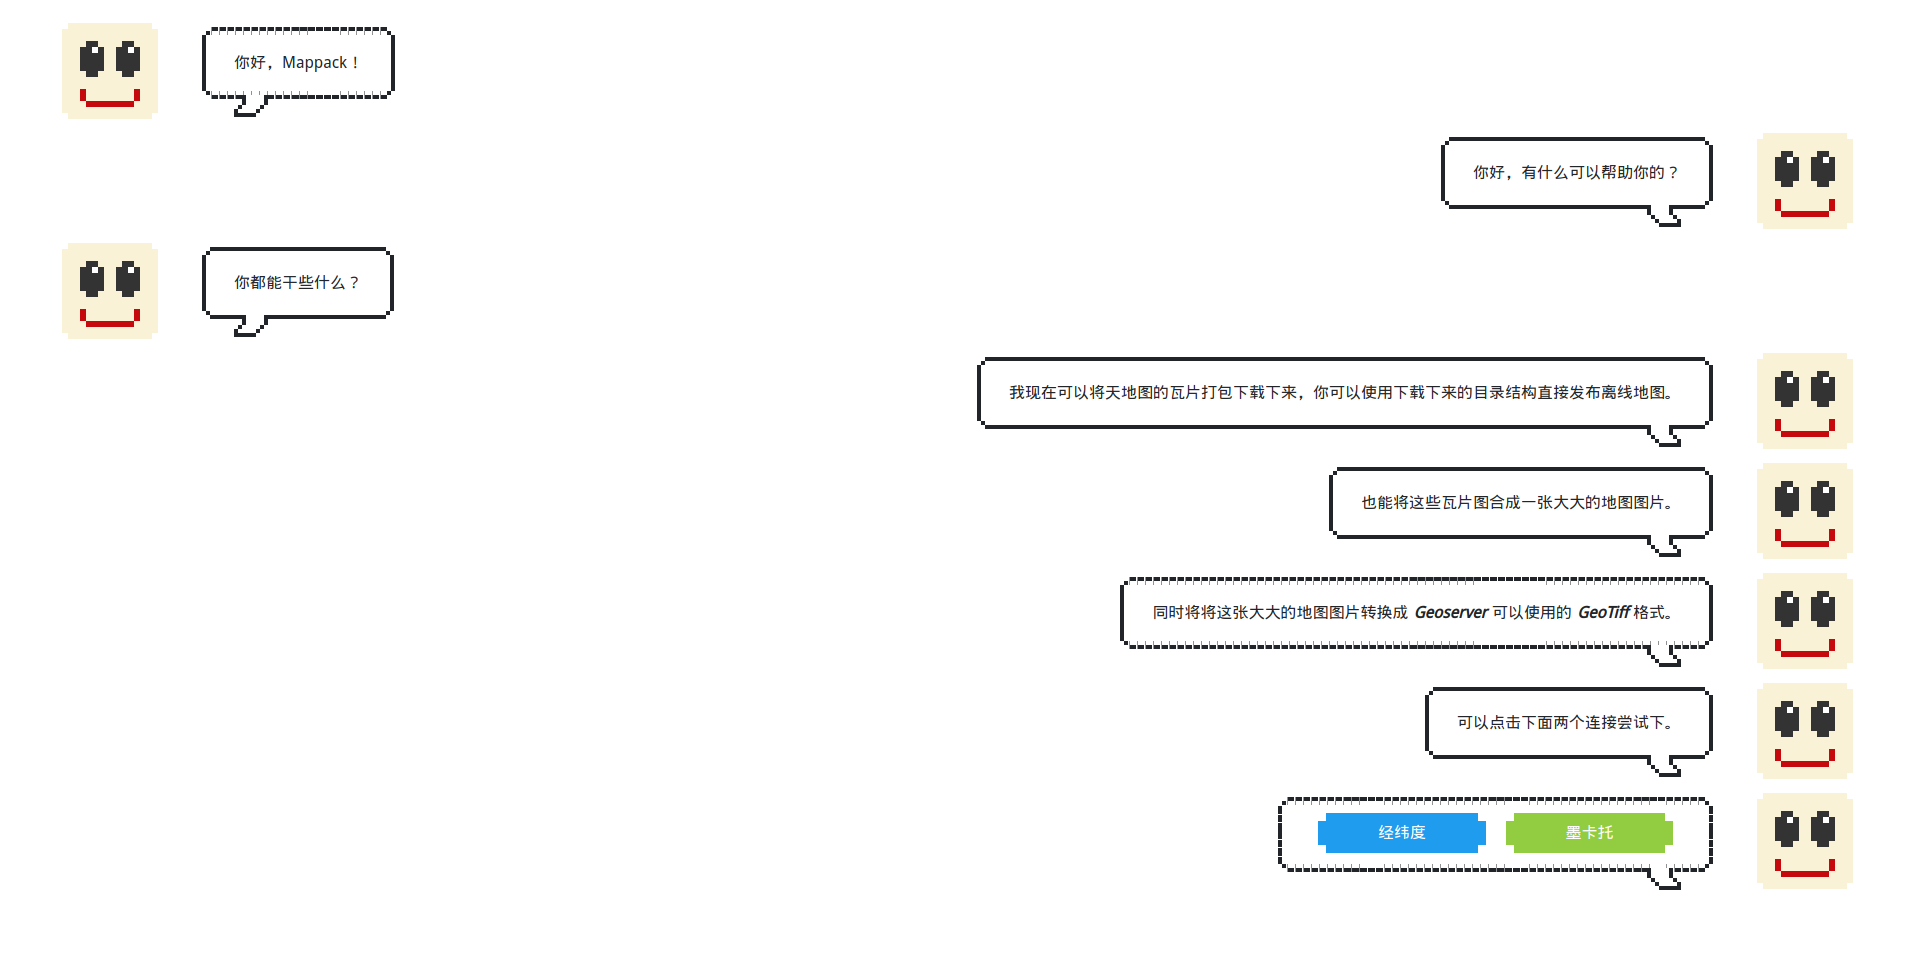 你好，Mappack！
你好，有什么可以帮助你的？
你都能干些什么？
我现在可以将天地图的瓦片打包下载下来，你可以使用下载下来的目录结构直接发布离线地图。
也能将这些瓦片图合成一张大大的地图图片。
同时将将这张大大的地图图片转换成 Geoserver 可以使用的 GeoTiff 格式。
可以点击下面两个连接尝试下。
经纬度 墨卡托